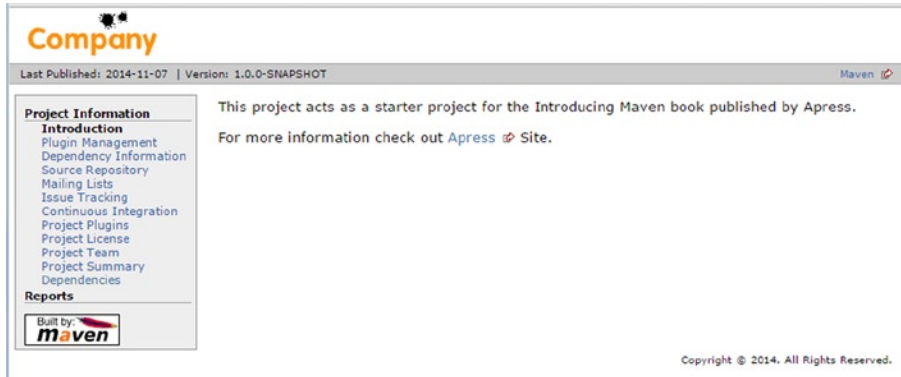 Company
Last Published: 2014-11-07 | Version: 1.0.0-SNAPSHOT Maven
Project Information
Introduction
Plugin Management
Dependency Information
Source Repository
Mailing Lists
Issue Tracking
Continuous Integration
Project Plugins
Project License
Project Team
Project Summary
Dependencies
Reports
Built by:
maven
This project acts as a starter project for the Introducing Maven book published by Apress.
For more information check out Apress Site.
Copyright © 2014. All Rights Reserved.